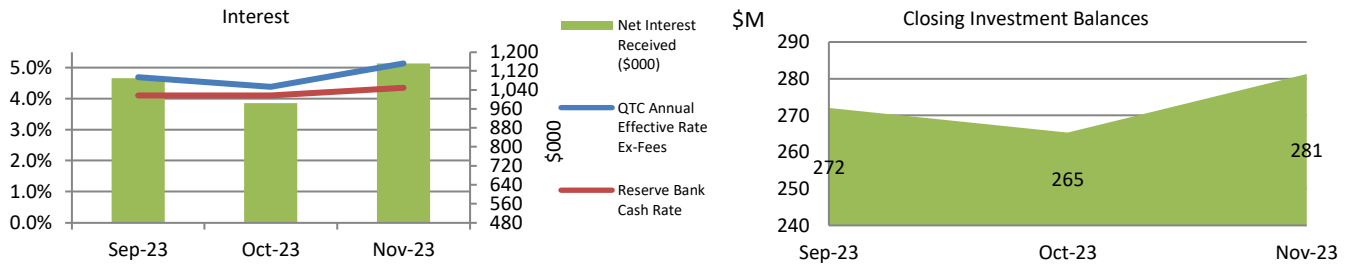 Interest
5.0%
4.0%
3.0%
2.0%
1.0%
0.0%
1,200
1,120
1,040
960
880
800
720
640
560
480
$000
Sep-23
Oct-23
Nov-23
Net Interest
Received
($000)
QTC Annual
Effective Rate
Ex-Fees
Reserve Bank
Cash Rate
$M
Closing Investment Balances
290
280
270
260
250
240
272
265
281
Sep-23
Oct-23
Nov-23